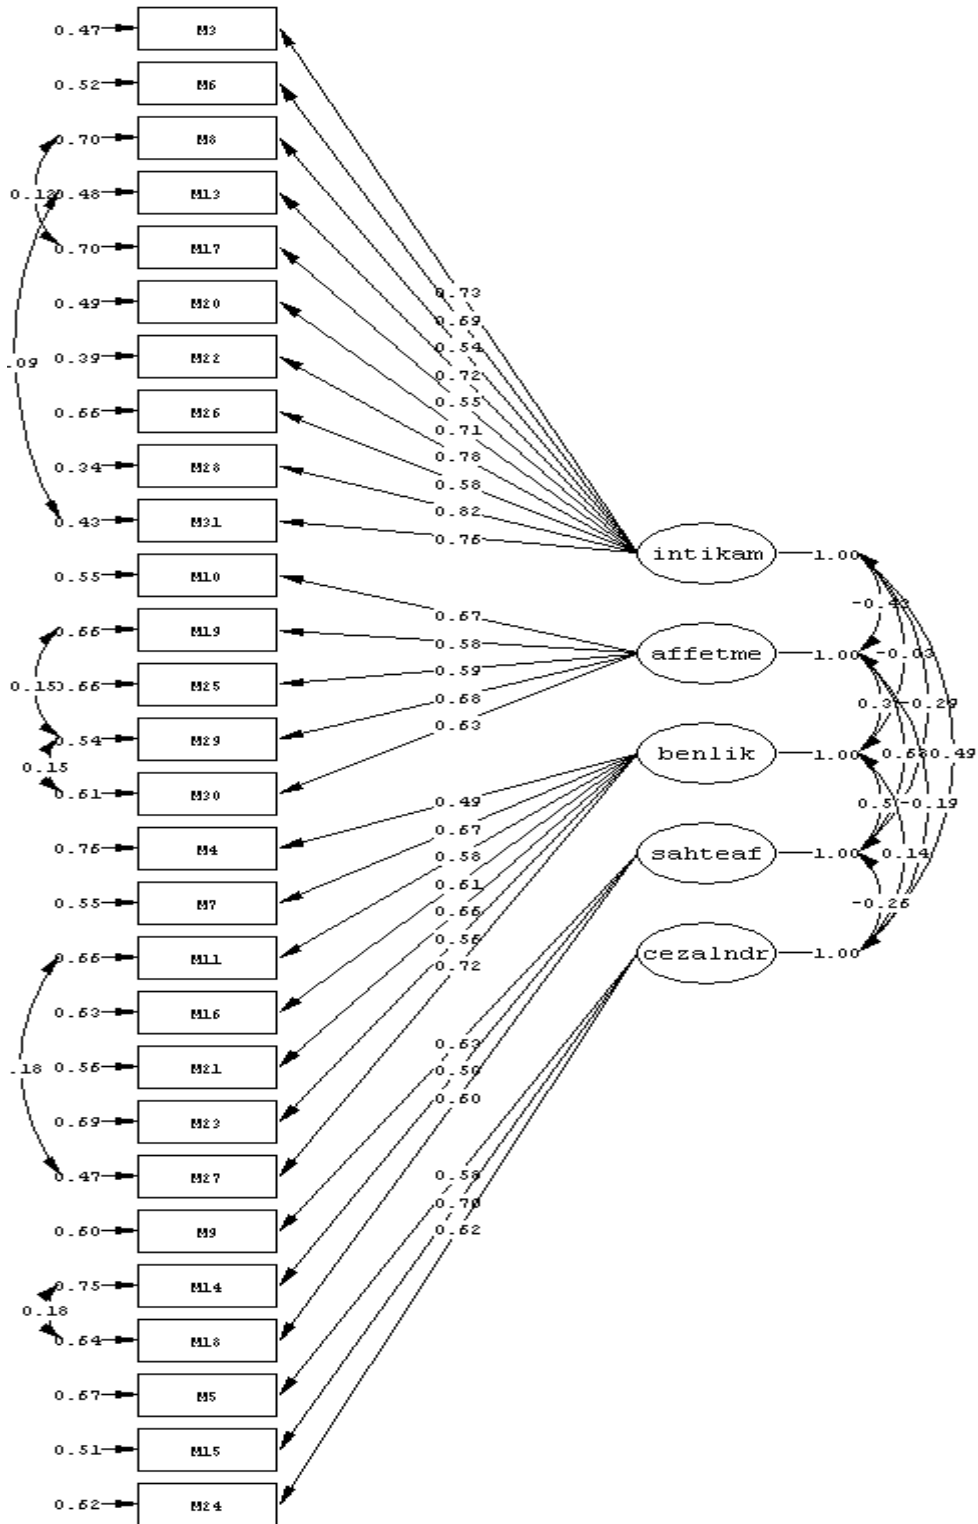 0.47 M3
0.52 M6
0.70 M8
0.48 M13
0.70 M17
0.49 M20
0.39 M22
.09
0.66 M26
0.34 M28
0.43 M31
0.55 M10
0.66 M19
0.15
0.66 M25
0.54 M29
0.15
0.61 M30
0.76 M4
0.55 M7
0.66 M11
0.63 M16
.18
0.56 M21
0.69 M23
0.47 M27
0.60 M9
0.75 M14
0.18
0.64 M18
0.67 M5
0.51 M15
0.62 M24
0.73
0.69
0.54
0.72
0.55
0.71
0.78
0.58
0.82
0.76
0.67
0.58
0.59
0.68
0.63
0.49
0.67
0.58
0.61
0.66
0.56
0.72
0.63
0.50
0.60
0.58
0.70
0.62
intikam 1.00
affetme 1.00
benlik 1.00
sahteaf 1.00
cezalndr 1.00
-0.03
-0.29
0.49
-0.19
0.14
-0.26